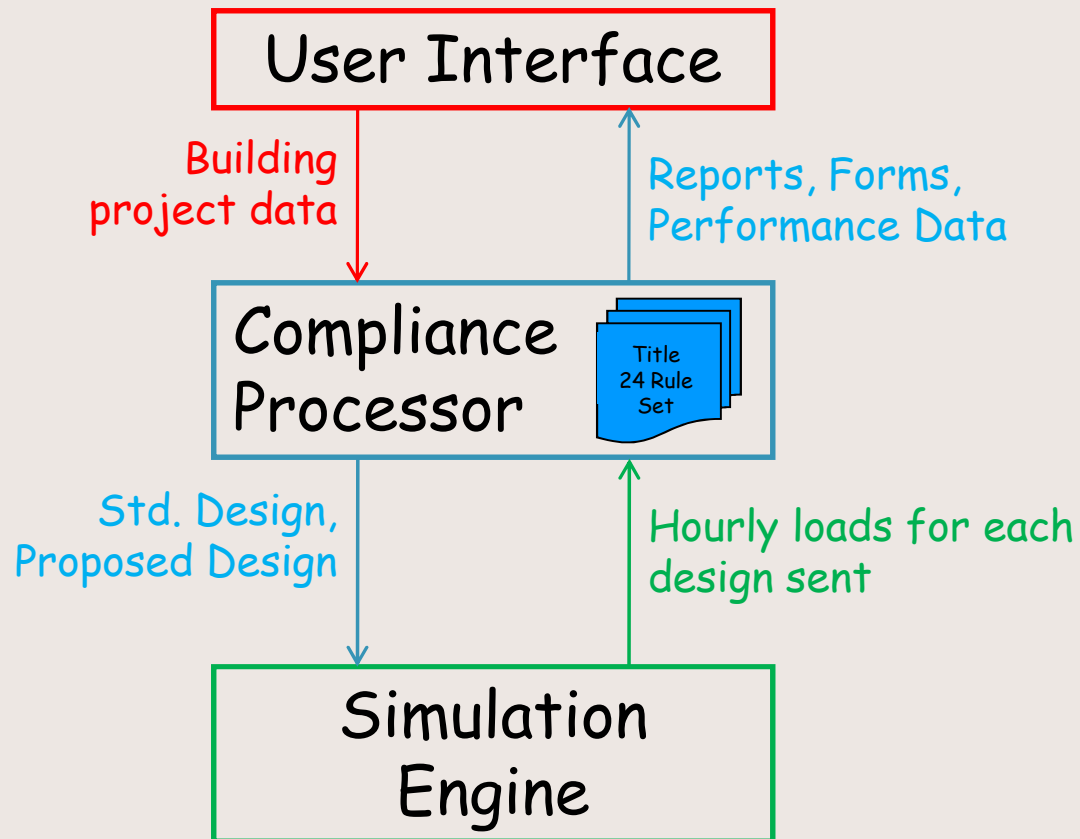 User Interface
Building
project data
Reports, Forms,
Performance Data
Compliance
Processor
Title
24 Rule
Set
Std. Design,
Proposed Design
Hourly loads for each
design sent
Simulation
Engine